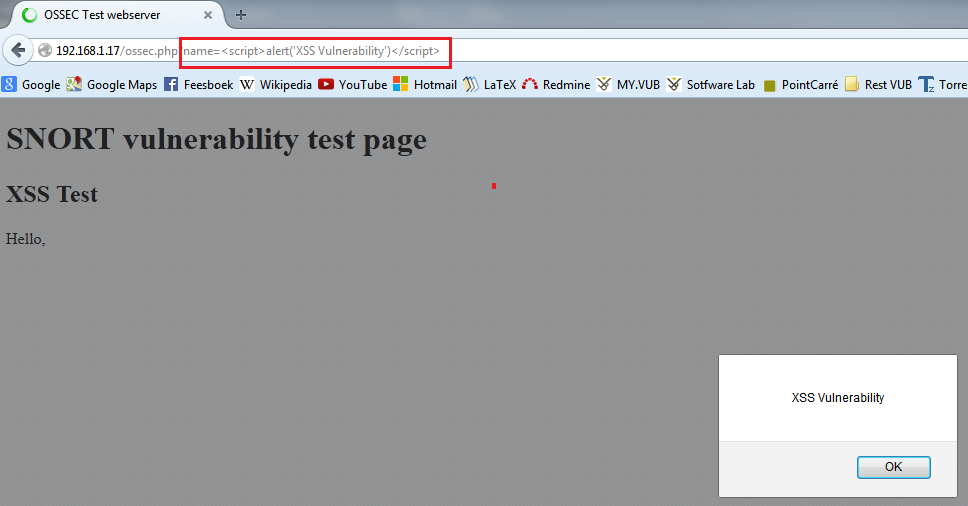 OSSEC Test webserver
192.168.1.17/ossec.php?name=<script>alert('XSS Vulnerability')</script>
Google Google Maps Feesboek Wikipedia YouTube Hotmail LaTeX Redmine MY.VUB Sotfware Lab PointCarré Rest VUB Torre
SNORT vulnerability test page
XSS Test
Hello,
XSS Vulnerability
OK